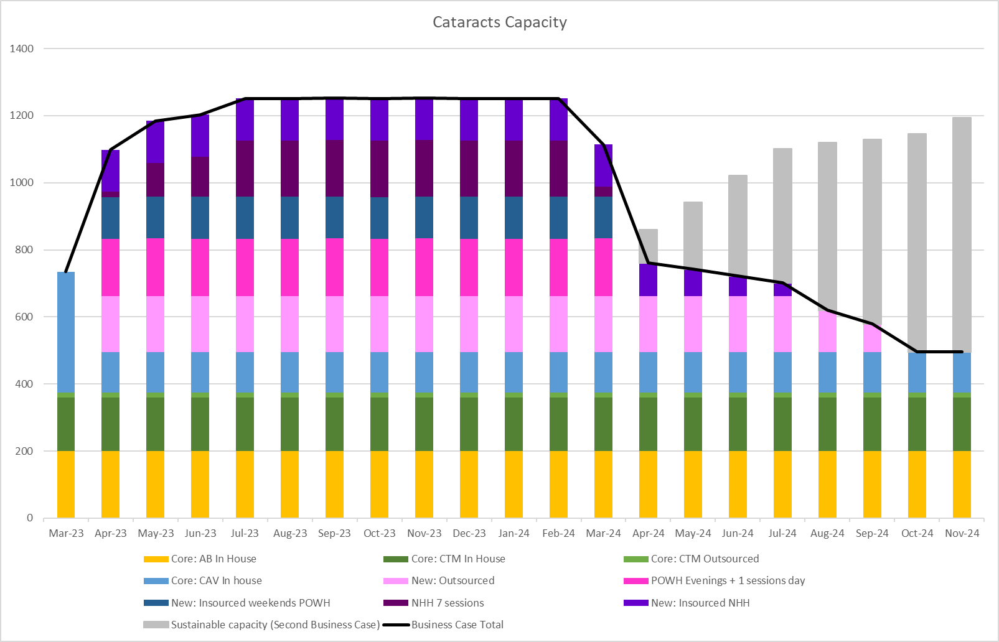 Cataracts Capacity
1400
1200
1000
800
600
400
200
0
Mar-23 Apr-23 May-23 Jun-23 Jul-23 Aug-23 Sep-23 Oct-23 Nov-23 Dec-23 Jan-24 Feb-24 Mar-24 Apr-24 May-24 Jun-24 Jul-24 Aug-24 Sep-24 Oct-24 Nov-24
Core: AB In House Core: CTM In House Core: CTM Outsourced
Core: CAV In house New: Outsourced POWH Evenings + 1 sessions day
New: Insourced weekends POWH NHH 7 sessions New: Insourced NHH
Sustainable capacity (Second Business Case) Business Case Total